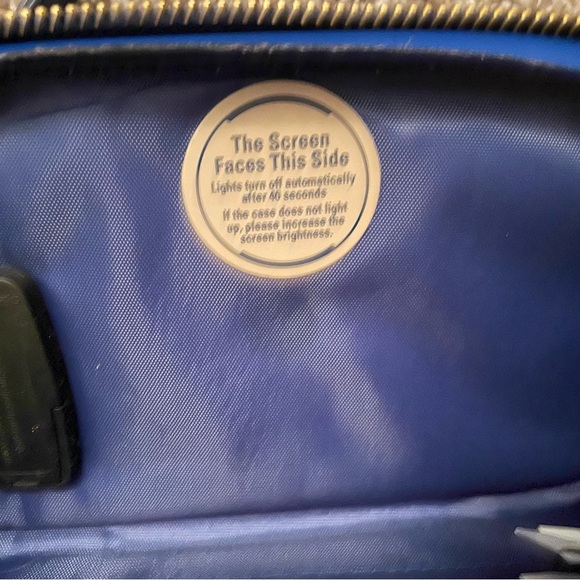 The Screen
Faces This Side
Lights turn off automatically
after 40 seconds
If the case does not light
up, please increase the
screen brightness.